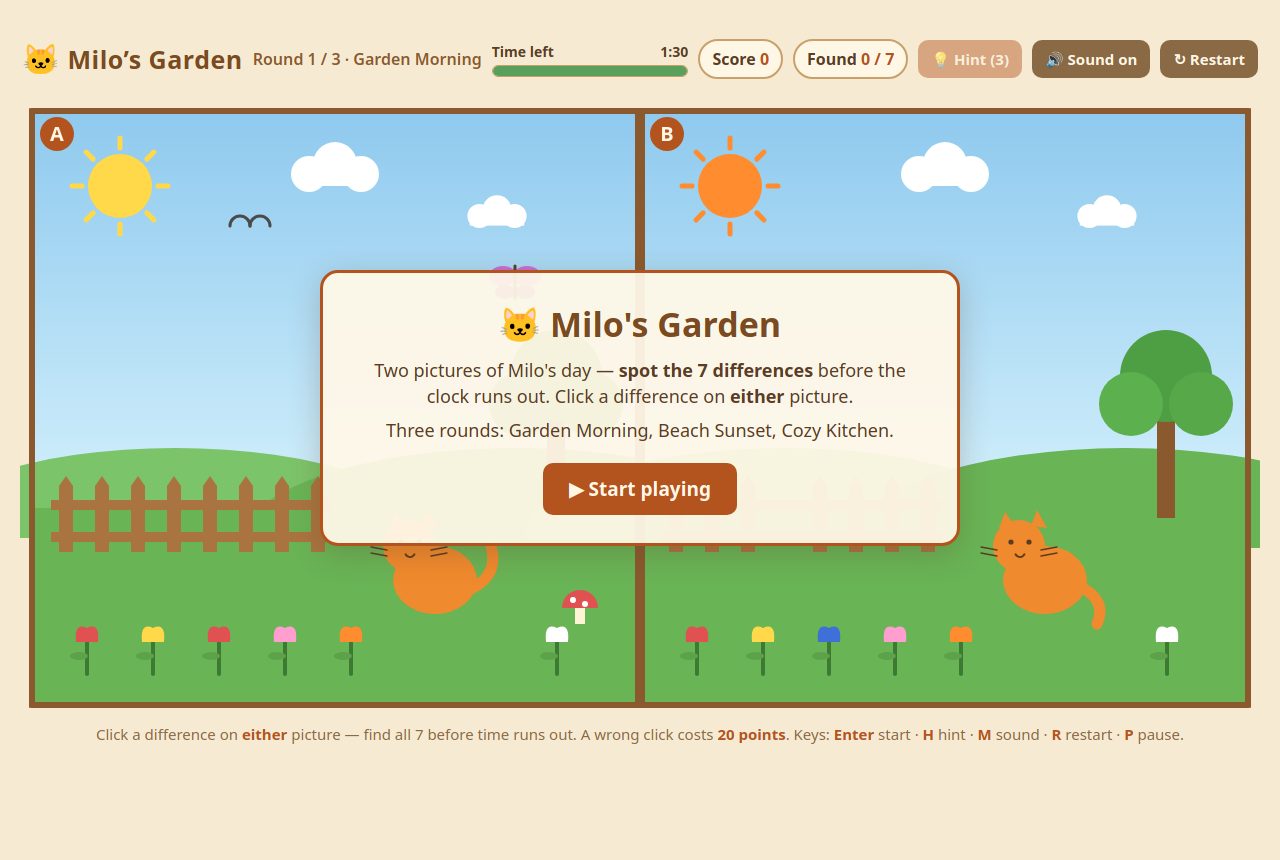 Milo’s Garden Round 1 / 3 · Garden Morning Time left 1:30 Score 0 Found 0 / 7 Hint (3) Sound on ↻ Restart
A
B
Milo's Garden
Two pictures of Milo's day — spot the 7 differences before the
clock runs out. Click a difference on either picture.
Three rounds: Garden Morning, Beach Sunset, Cozy Kitchen.
▶ Start playing
Click a difference on either picture — find all 7 before time runs out. A wrong click costs 20 points. Keys: Enter start · H hint · M sound · R restart · P pause.